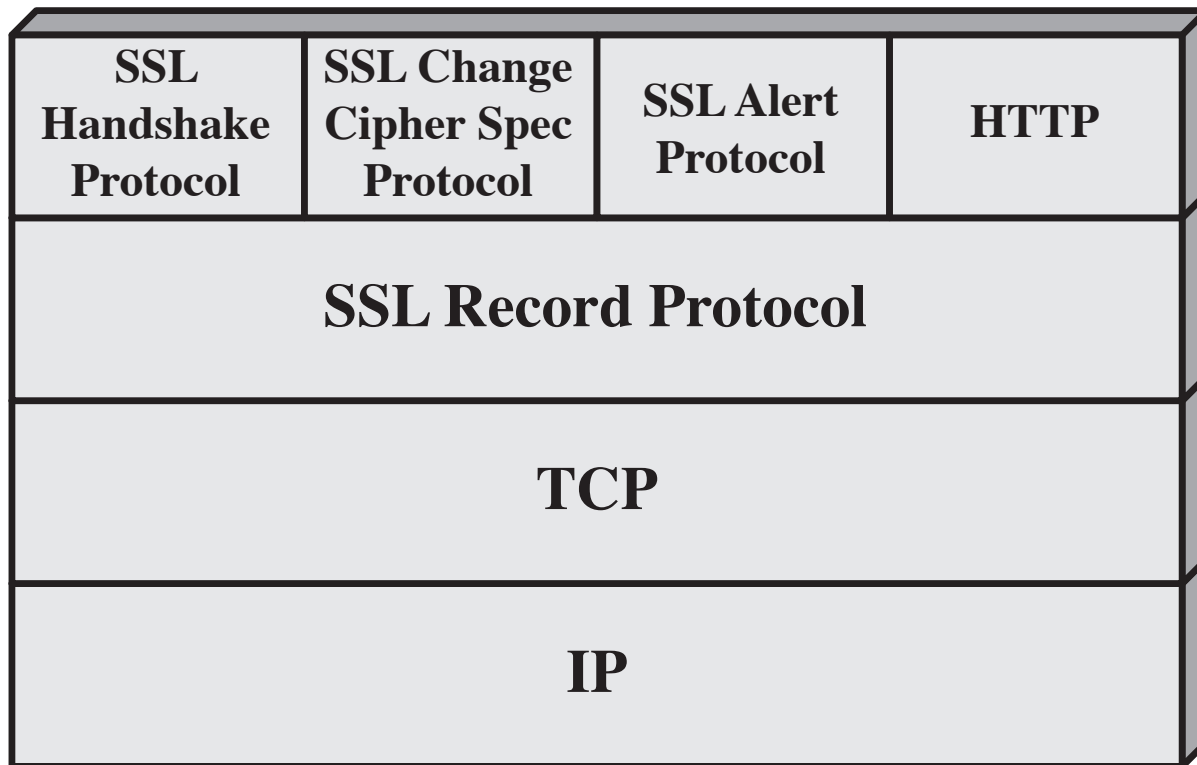 SSL
Handshake
Protocol
SSL Change
Cipher Spec
Protocol
SSL Alert
Protocol
HTTP
SSL Record Protocol
TCP
IP